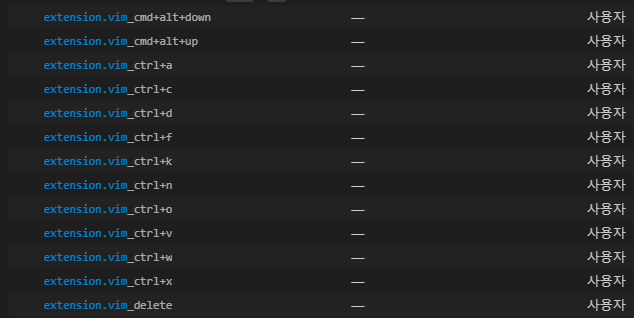 extension.vim_cmd+alt+down — 사용자
extension.vim_cmd+alt+up — 사용자
extension.vim_ctrl+a — 사용자
extension.vim_ctrl+c — 사용자
extension.vim_ctrl+d — 사용자
extension.vim_ctrl+f — 사용자
extension.vim_ctrl+k — 사용자
extension.vim_ctrl+n — 사용자
extension.vim_ctrl+o — 사용자
extension.vim_ctrl+v — 사용자
extension.vim_ctrl+w — 사용자
extension.vim_ctrl+x — 사용자
extension.vim_delete — 사용자